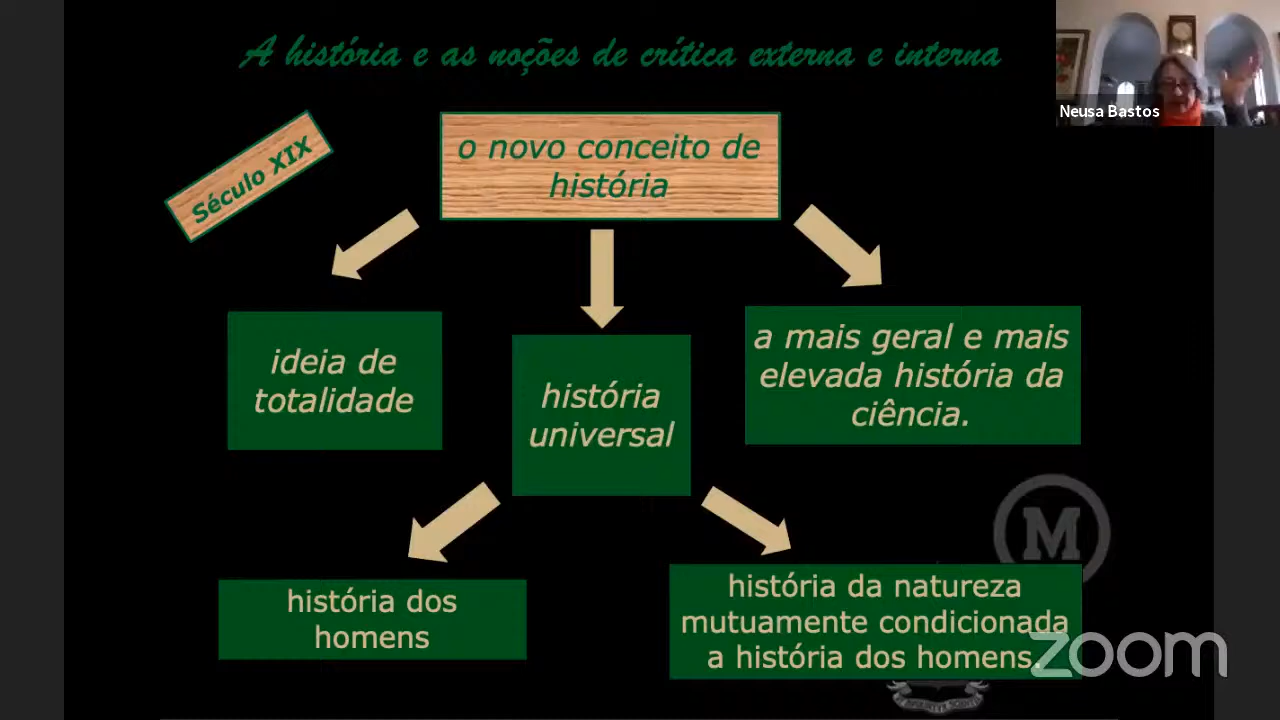 A história e as noções de crítica externa e interna
Neusa Bastos
Século XIX
o novo conceito de
história
ideia de
totalidade
história
universal
a mais geral e mais
elevada história da
ciência.
história dos
homens
história da natureza
mutuamente condicionada
a história dos homens.
M
zoom